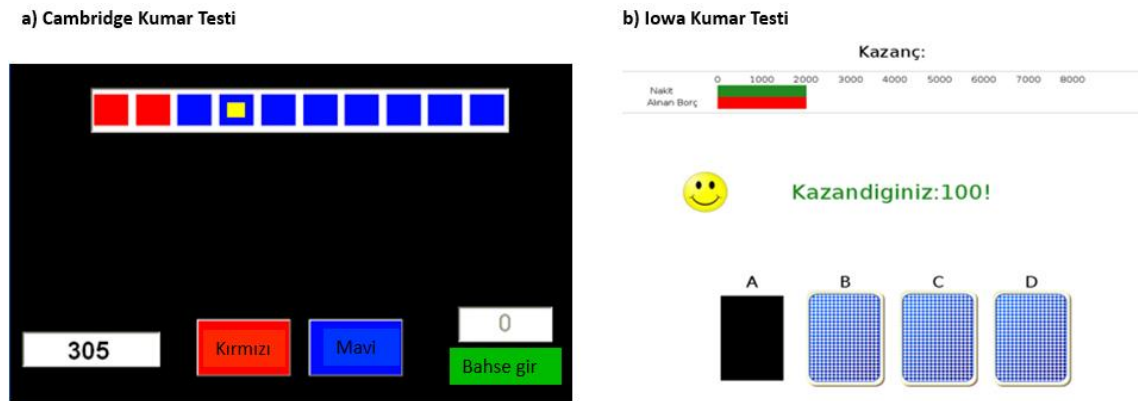 a) Cambridge Kumar Testi
305
Kırmızı
Mavi
0
Bahse gir
b) Iowa Kumar Testi
Kazanç:
0 1000 2000 3000 4000 5000 6000 7000 8000
Nakit
Alınan Borç
Kazandiginiz:100!
A B C D